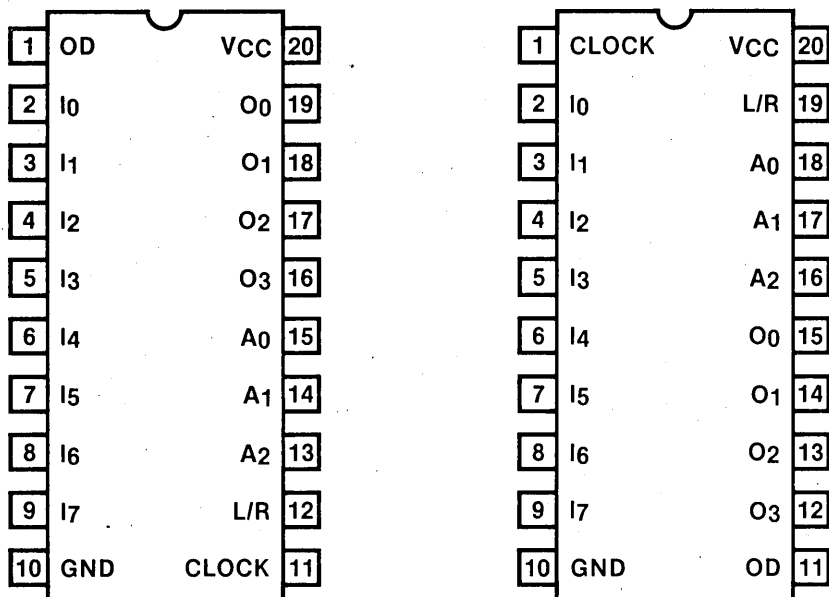 1 OD VCC 20
2 I0 O0 19
3 I1 O1 18
4 I2 O2 17
5 I3 O3 16
6 I4 A0 15
7 I5 A1 14
8 I6 A2 13
9 I7 L/R 12
10 GND CLOCK 11
1 CLOCK VCC 20
2 I0 L/R 19
3 I1 A0 18
4 I2 A1 17
5 I3 A2 16
6 I4 O0 15
7 I5 O1 14
8 I6 O2 13
9 I7 O3 12
10 GND OD 11